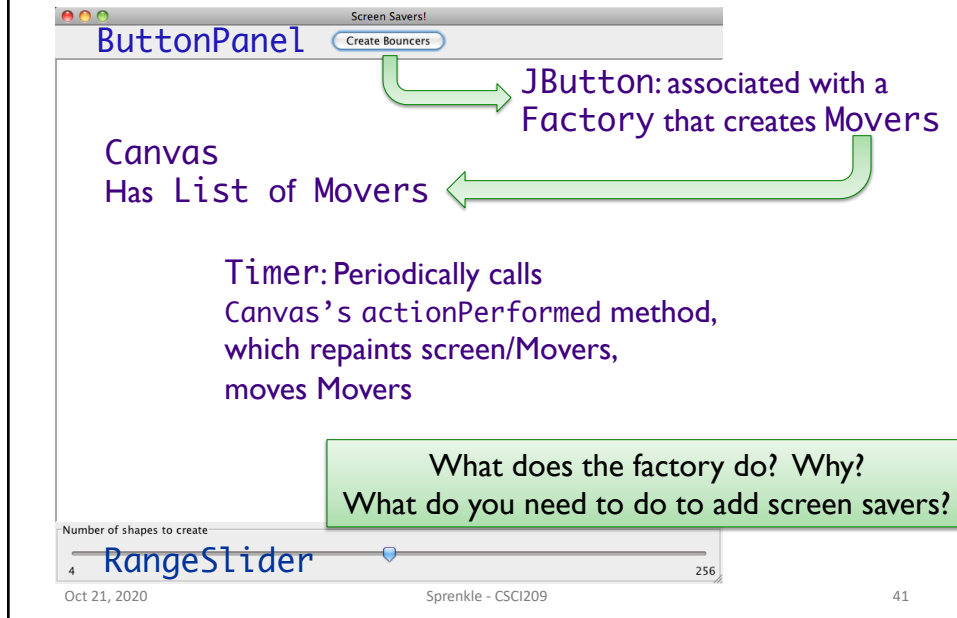 Screen Savers!
ButtonPanel
Create Bouncers
JButton: associated with a
Factory that creates Movers
Canvas
Has List of Movers
Timer: Periodically calls
Canvas’s actionPerformed method,
which repaints screen/Movers,
moves Movers
What does the factory do? Why?
What do you need to do to add screen savers?
Number of shapes to create
RangeSlider
4 256
Oct 21, 2020 Sprenkle - CSCI209 41